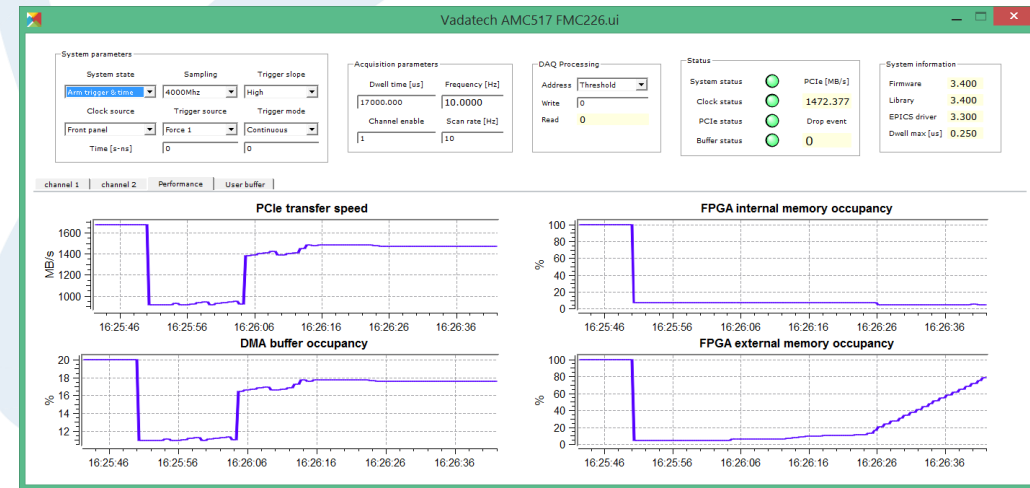 Vadatech AMC517 FMC226.ui
System parameters
System state Sampling Trigger slope
Arm trigger & time 4000Mhz High
Clock source Trigger source Trigger mode
Front panel Force 1 Continuous
Time [s-ns] 0 0
Acquisition parameters
Dwell time [us] Frequency [Hz]
17000.000 10.0000
Channel enable Scan rate [Hz]
1 10
DAQ Processing
Address Threshold
Write 0
Read 0
Status
System status PCIe [MB/s]
Clock status 1472.377
PCIe status Drop event
Buffer status 0
System information
Firmware 3.400
Library 3.400
EPICS driver 3.300
Dwell max [us] 0.250
channel 1 channel 2 Performance User buffer
PCIe transfer speed
MB/s
1600
1400
1200
1000
16:25:46 16:25:56 16:26:06 16:26:16 16:26:26 16:26:36
FPGA internal memory occupancy
%
100
80
60
40
20
0
16:25:46 16:25:56 16:26:06 16:26:16 16:26:26 16:26:36
DMA buffer occupancy
%
20
18
16
14
12
16:25:46 16:25:56 16:26:06 16:26:16 16:26:26 16:26:36
FPGA external memory occupancy
%
100
80
60
40
20
0
16:25:46 16:25:56 16:26:06 16:26:16 16:26:26 16:26:36